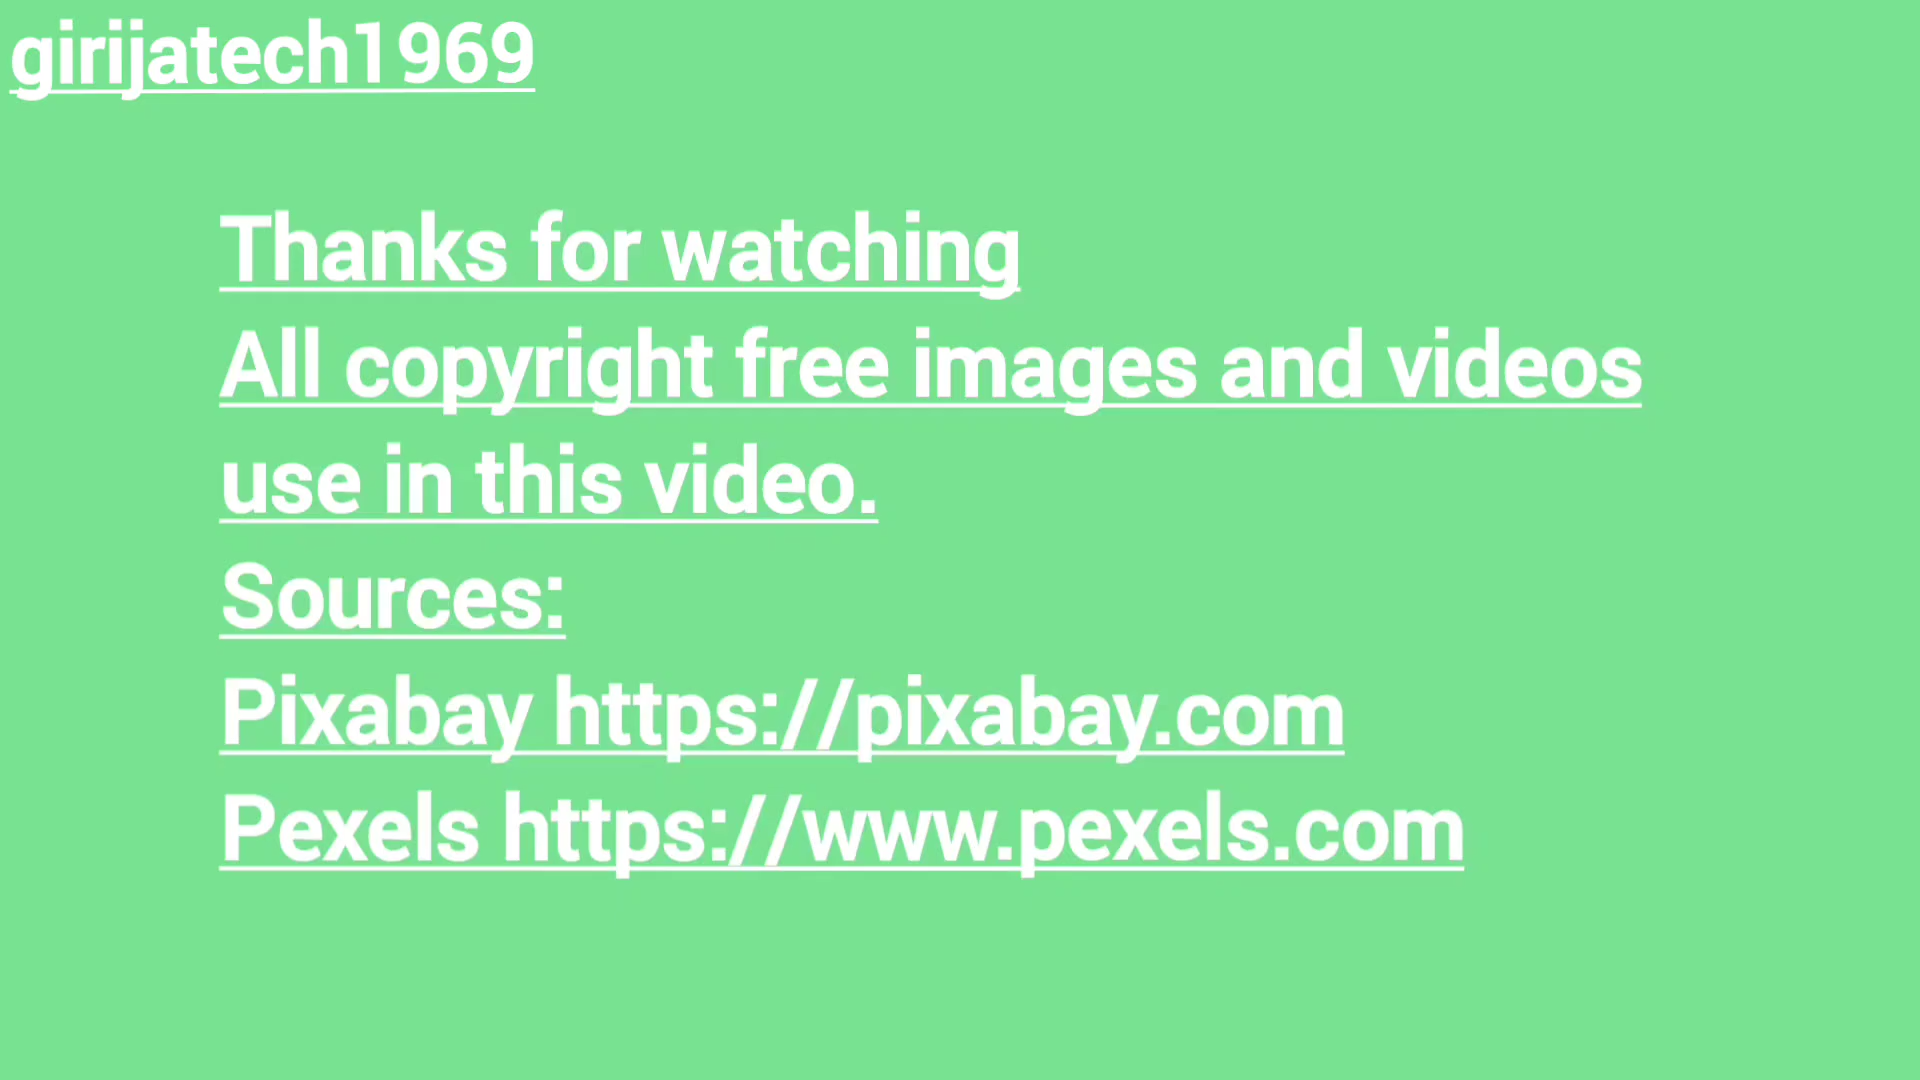 girijatech1969
Thanks for watching
All copyright free images and videos
use in this video.
Sources:
Pixabay https://pixabay.com
Pexels https://www.pexels.com